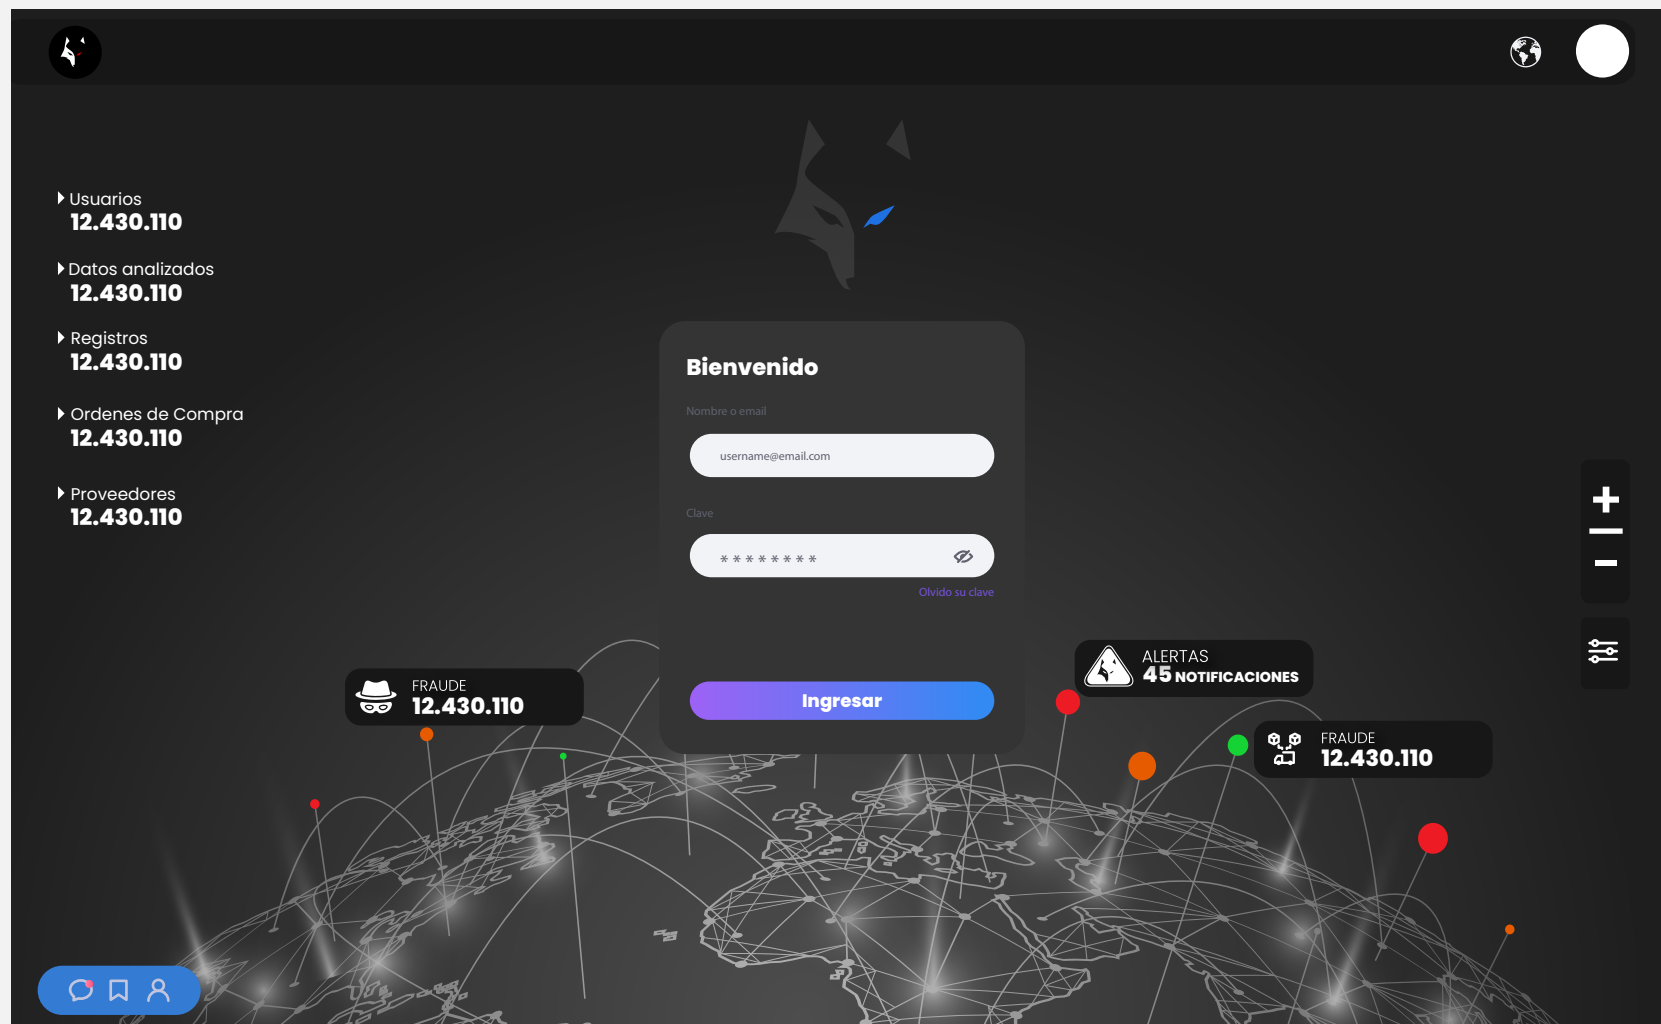 Usuarios
12.430.110
Datos analizados
12.430.110
Registros
12.430.110
Ordenes de Compra
12.430.110
Proveedores
12.430.110
Bienvenido
Nombre o email
username@email.com
Clave
********
Olvido su clave
Ingresar
FRAUDE
12.430.110
ALERTAS
45 NOTIFICACIONES
FRAUDE
12.430.110